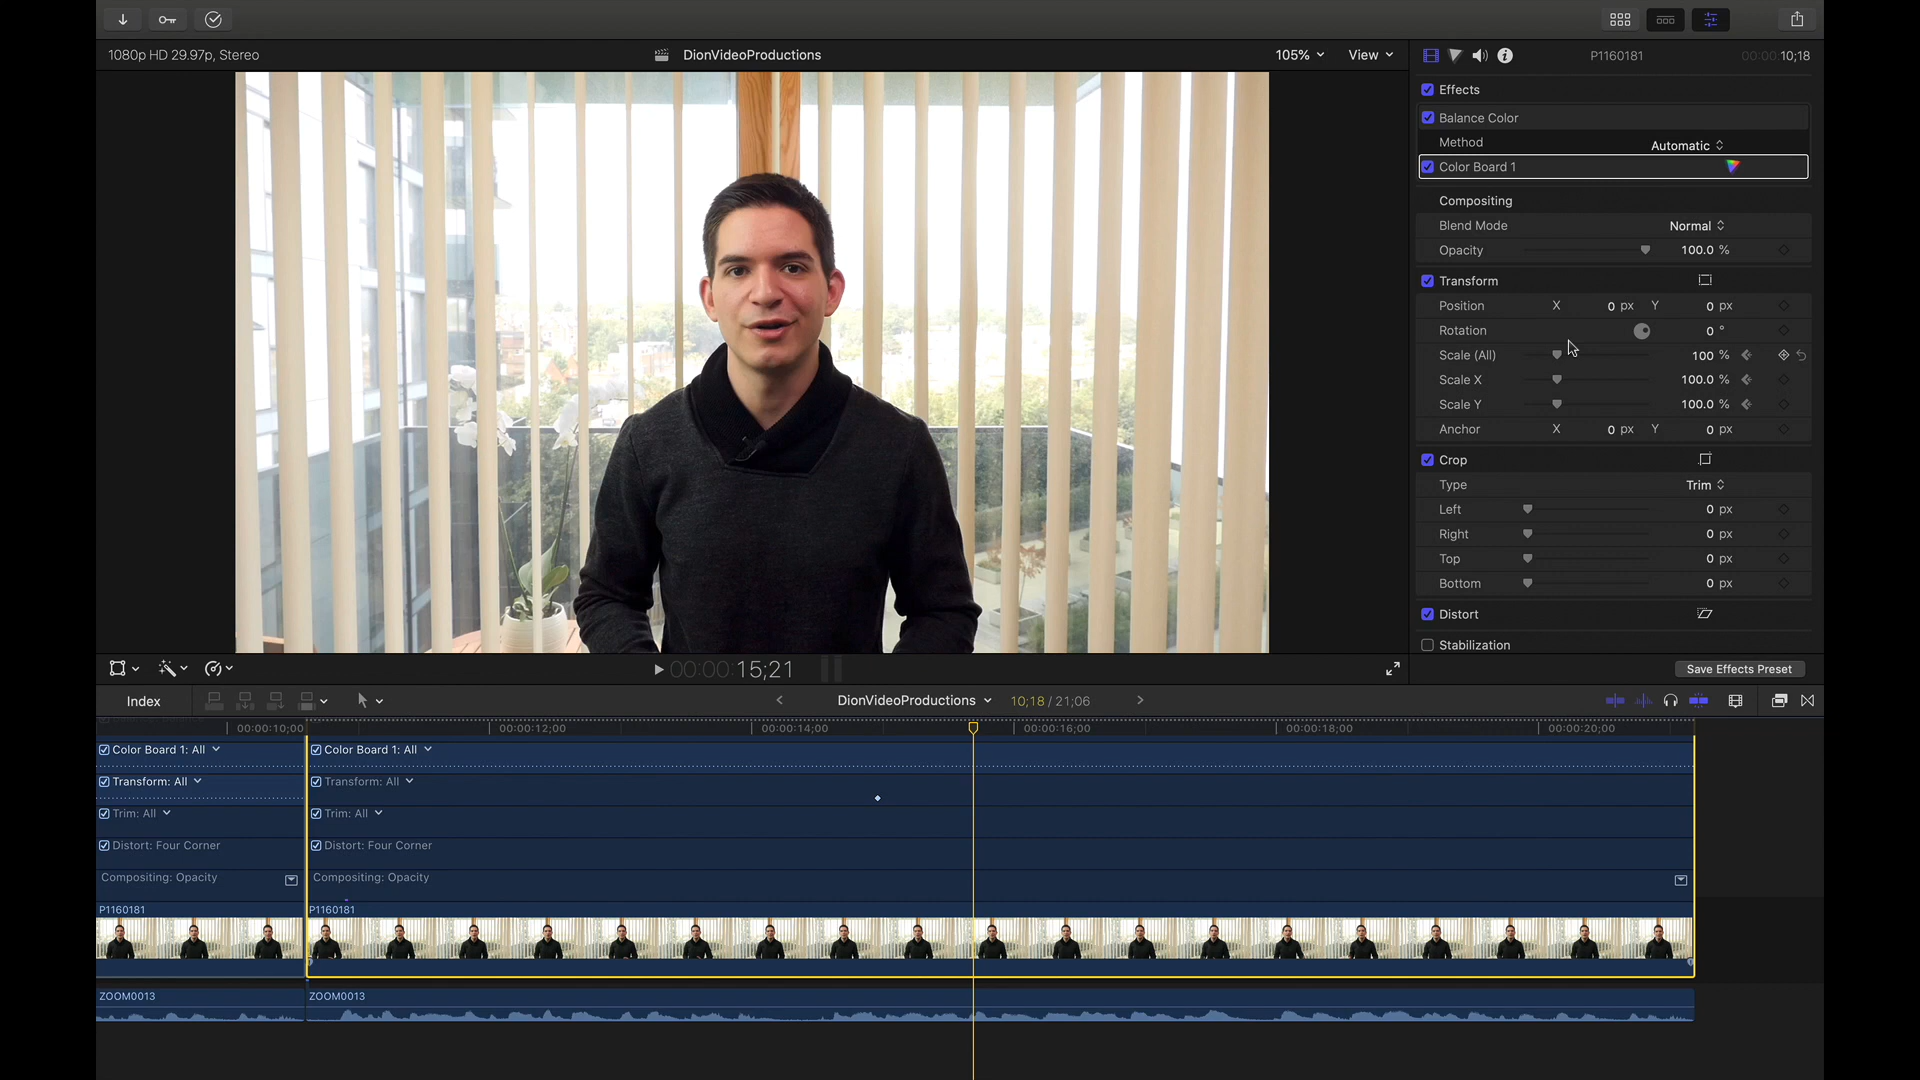 1080p HD 29.97p, Stereo
DionVideoProductions
105%
View
P1160181
00:00:10;18
Effects
Balance Color
Method
Automatic
Color Board 1
Compositing
Blend Mode
Normal
Opacity
100.0 %
Transform
Position
X
0 px
Y
0 px
Rotation
0 °
Scale (All)
100 %
Scale X
100.0 %
Scale Y
100.0 %
Anchor
X
0 px
Y
0 px
Crop
Type
Trim
Left
0 px
Right
0 px
Top
0 px
Bottom
0 px
Distort
Stabilization
00:00:15;21
Save Effects Preset
Index
DionVideoProductions
10;18 / 21;06
00:00:10;00
00:00:12;00
00:00:14;00
00:00:16;00
00:00:18;00
00:00:20;00
Color Board 1: All
Color Board 1: All
Transform: All
Transform: All
Trim: All
Trim: All
Distort: Four Corner
Distort: Four Corner
Compositing: Opacity
Compositing: Opacity
P1160181
P1160181
ZOOM0013
ZOOM0013